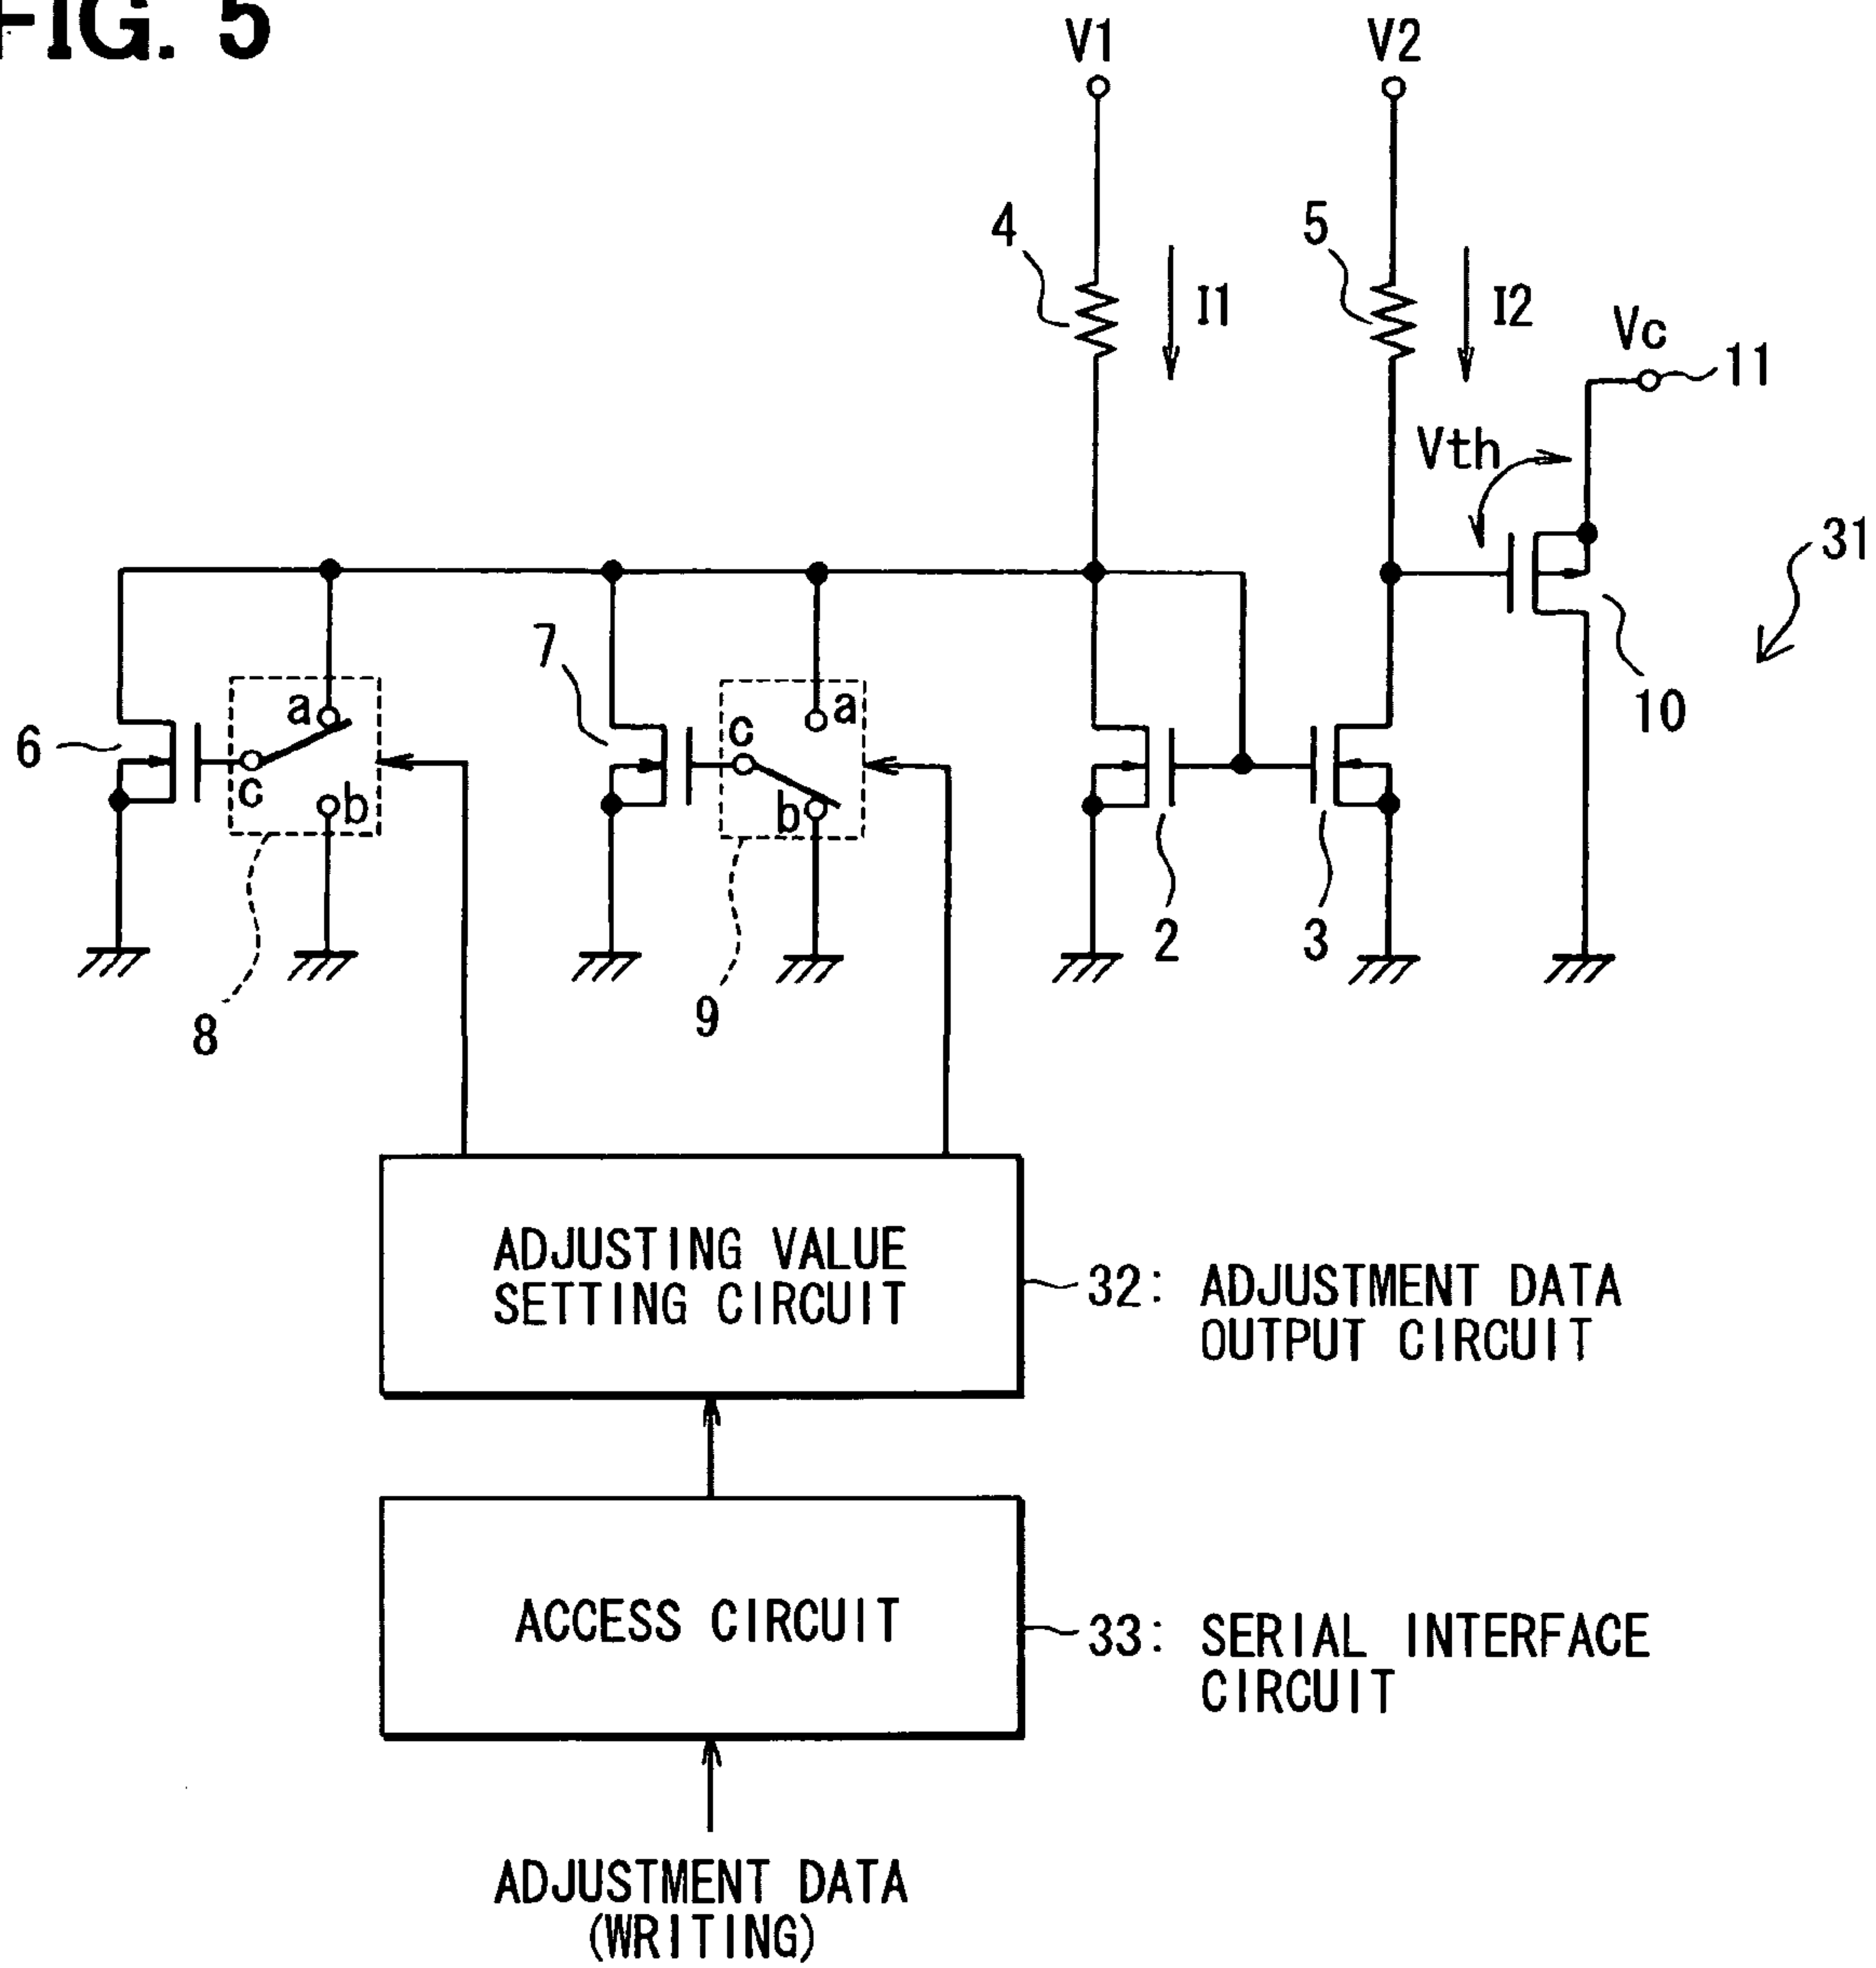 FIG. 5
V1
V2
4
I1
5
I2
Vc
11
Vth
31
10
6
a
c
b
8
7
a
c
b
9
2
3
ADJUSTING VALUE
SETTING CIRCUIT
32: ADJUSTMENT DATA
OUTPUT CIRCUIT
ACCESS CIRCUIT
33: SERIAL INTERFACE
CIRCUIT
ADJUSTMENT DATA
(WRITING)